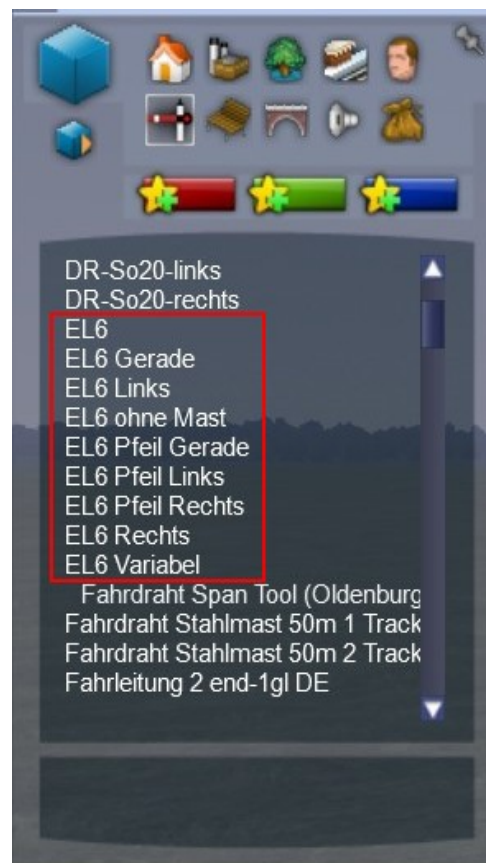 DR-So20-links
DR-So20-rechts
EL6
EL6 Gerade
EL6 Links
EL6 ohne Mast
EL6 Pfeil Gerade
EL6 Pfeil Links
EL6 Pfeil Rechts
EL6 Rechts
EL6 Variabel
Fahrdraht Span Tool (Oldenburg
Fahrdraht Stahlmast 50m 1 Track
Fahrdraht Stahlmast 50m 2 Track
Fahrleitung 2 end-1gl DE